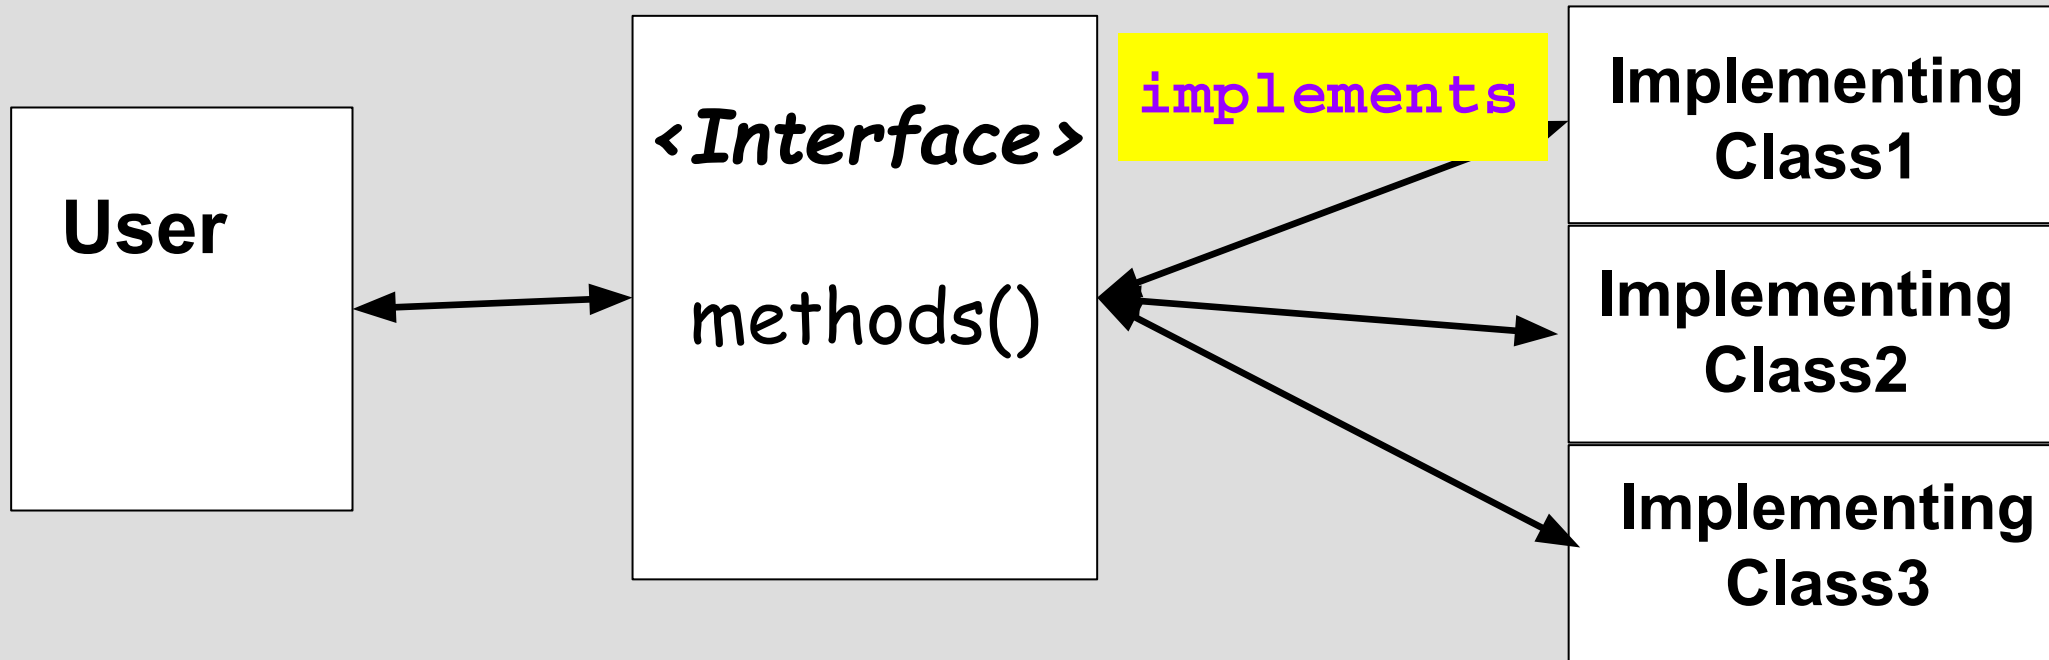 User
<Interface>
methods()
implements
Implementing
Class1
Implementing
Class2
Implementing
Class3